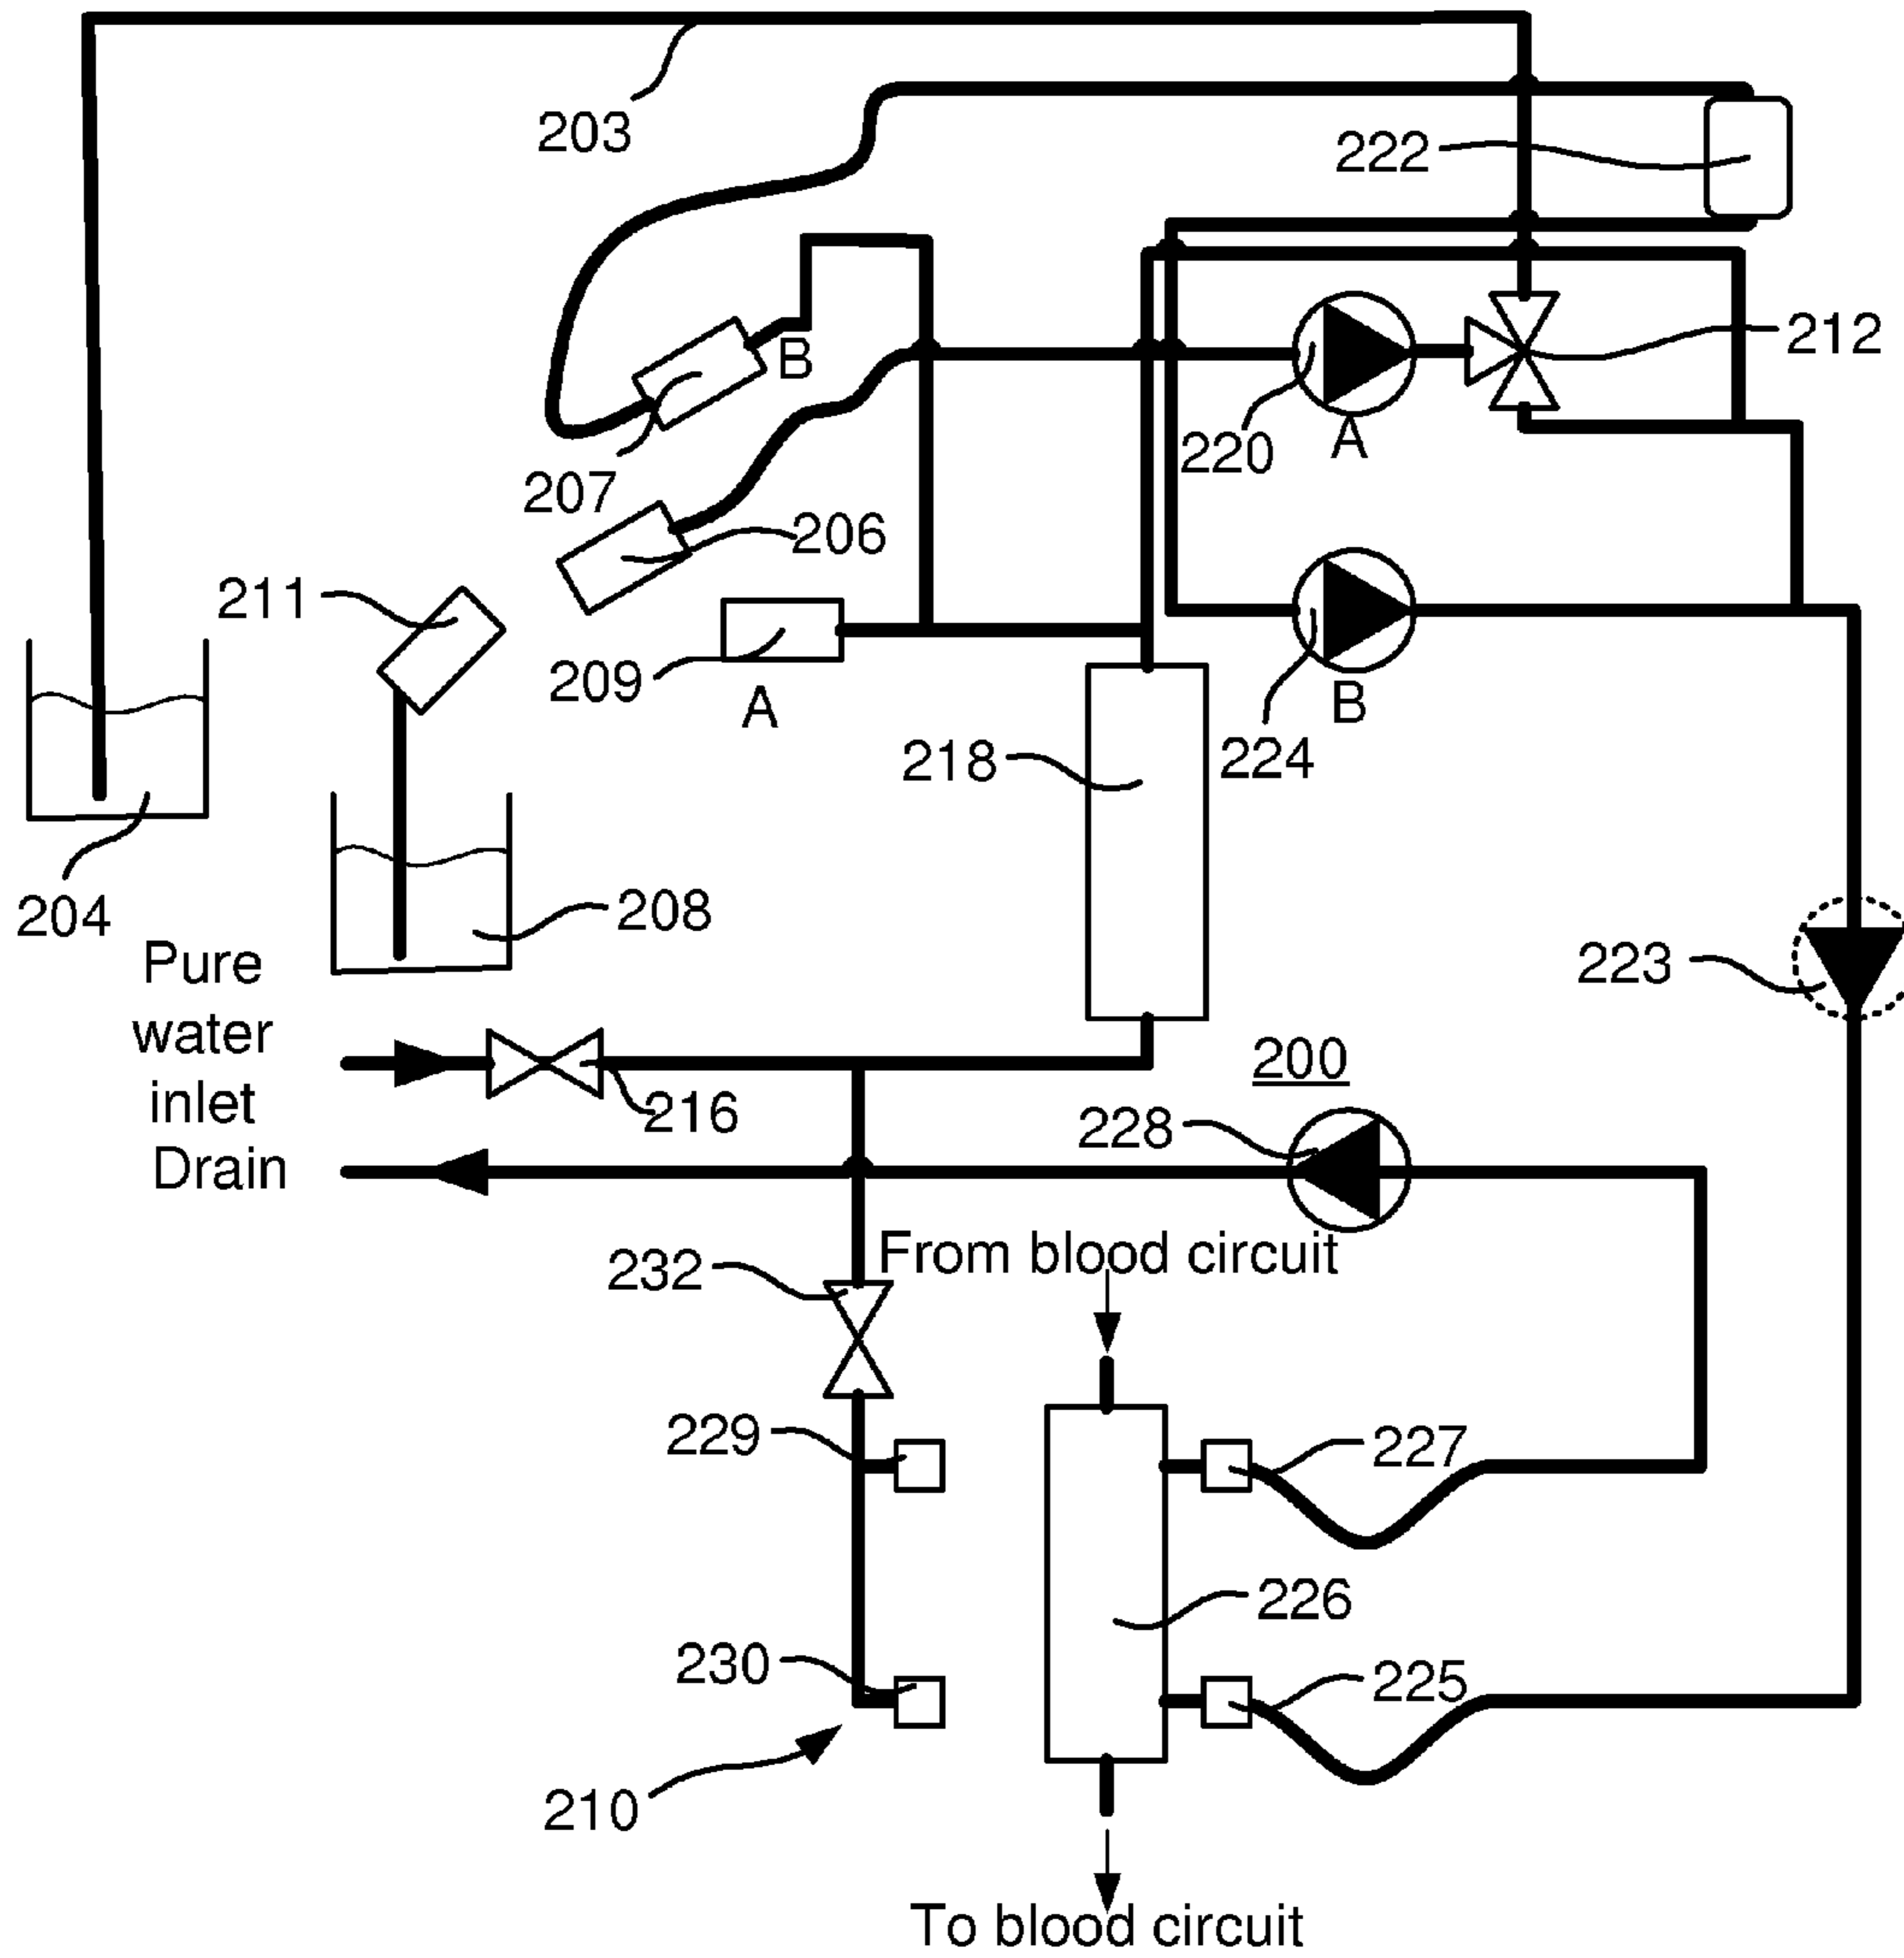 203
222
212
B
220
A
207
206
211
209
A
224
B
218
204
208
223
Pure
water
inlet
216
200
Drain
228
From blood circuit
232
229
227
226
230
225
210
To blood circuit